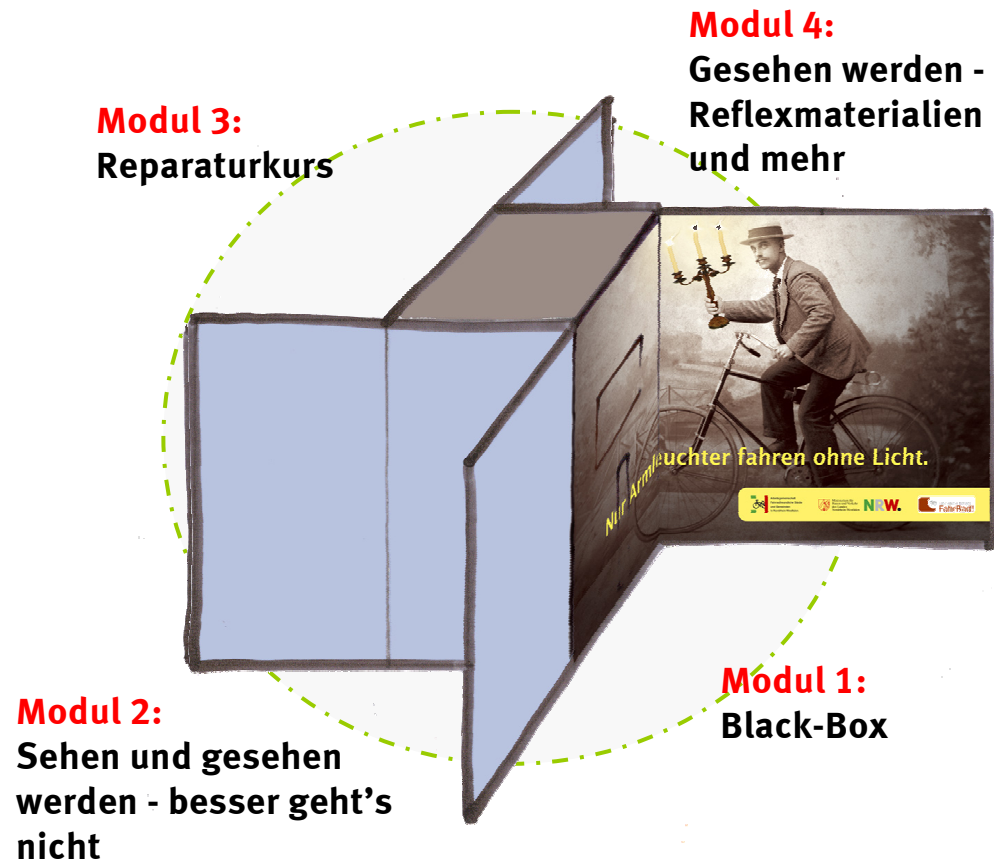 Modul 4:
Gesehen werden -
Reflexmaterialien
und mehr
Modul 3:
Reparaturkurs
Nur Armleuchter fahren ohne Licht.
NRW.
FahrRad!
Modul 1:
Black-Box
Modul 2:
Sehen und gesehen
werden - besser geht’s
nicht